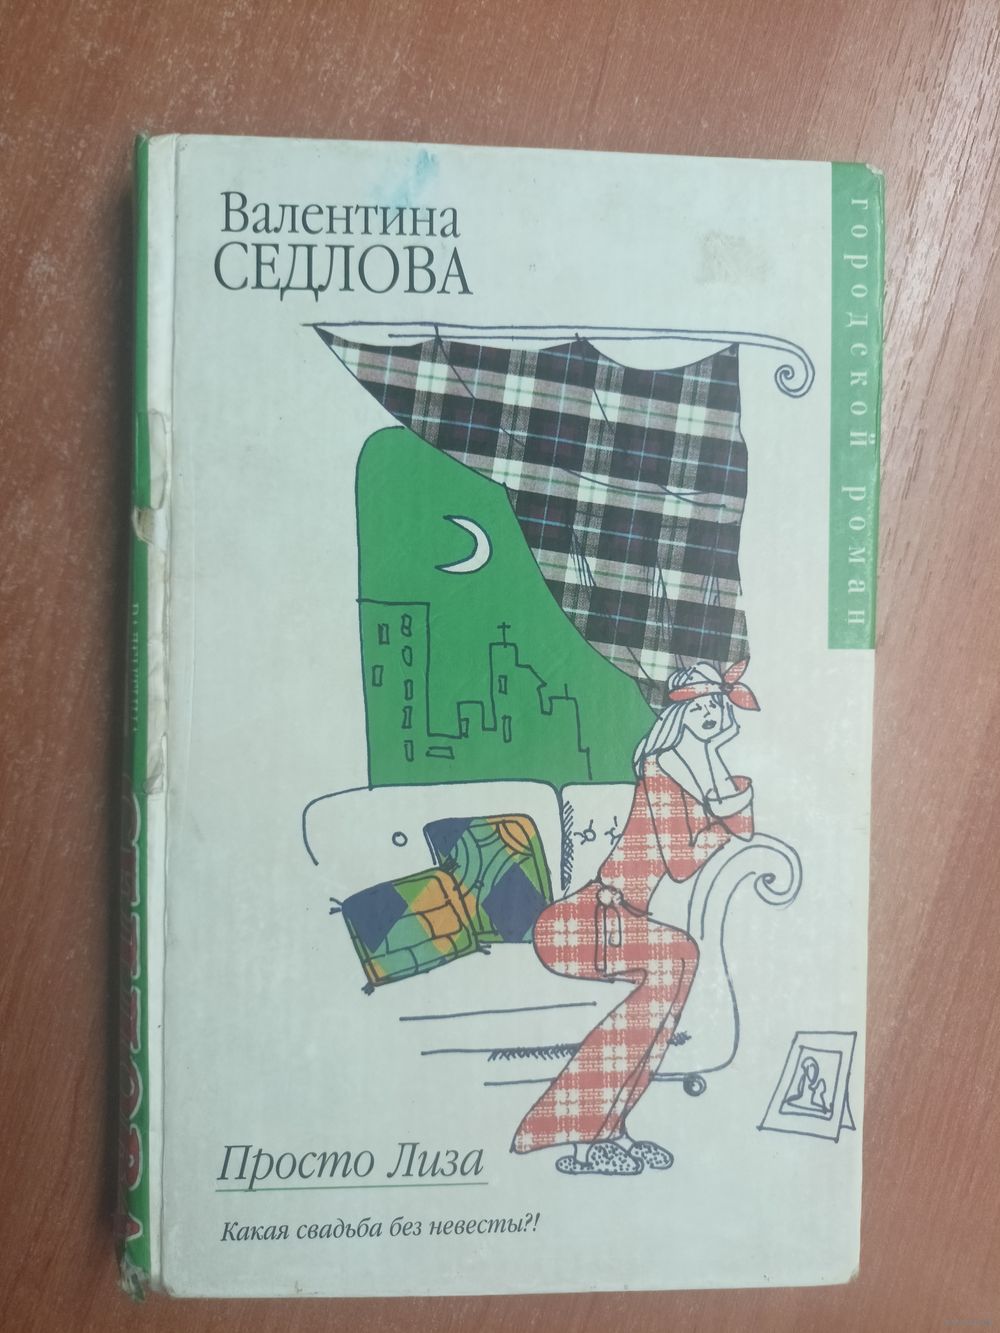 Валентина
СЕДЛОВА
городской роман
Просто Лиза
Какая свадьба без невесты?!